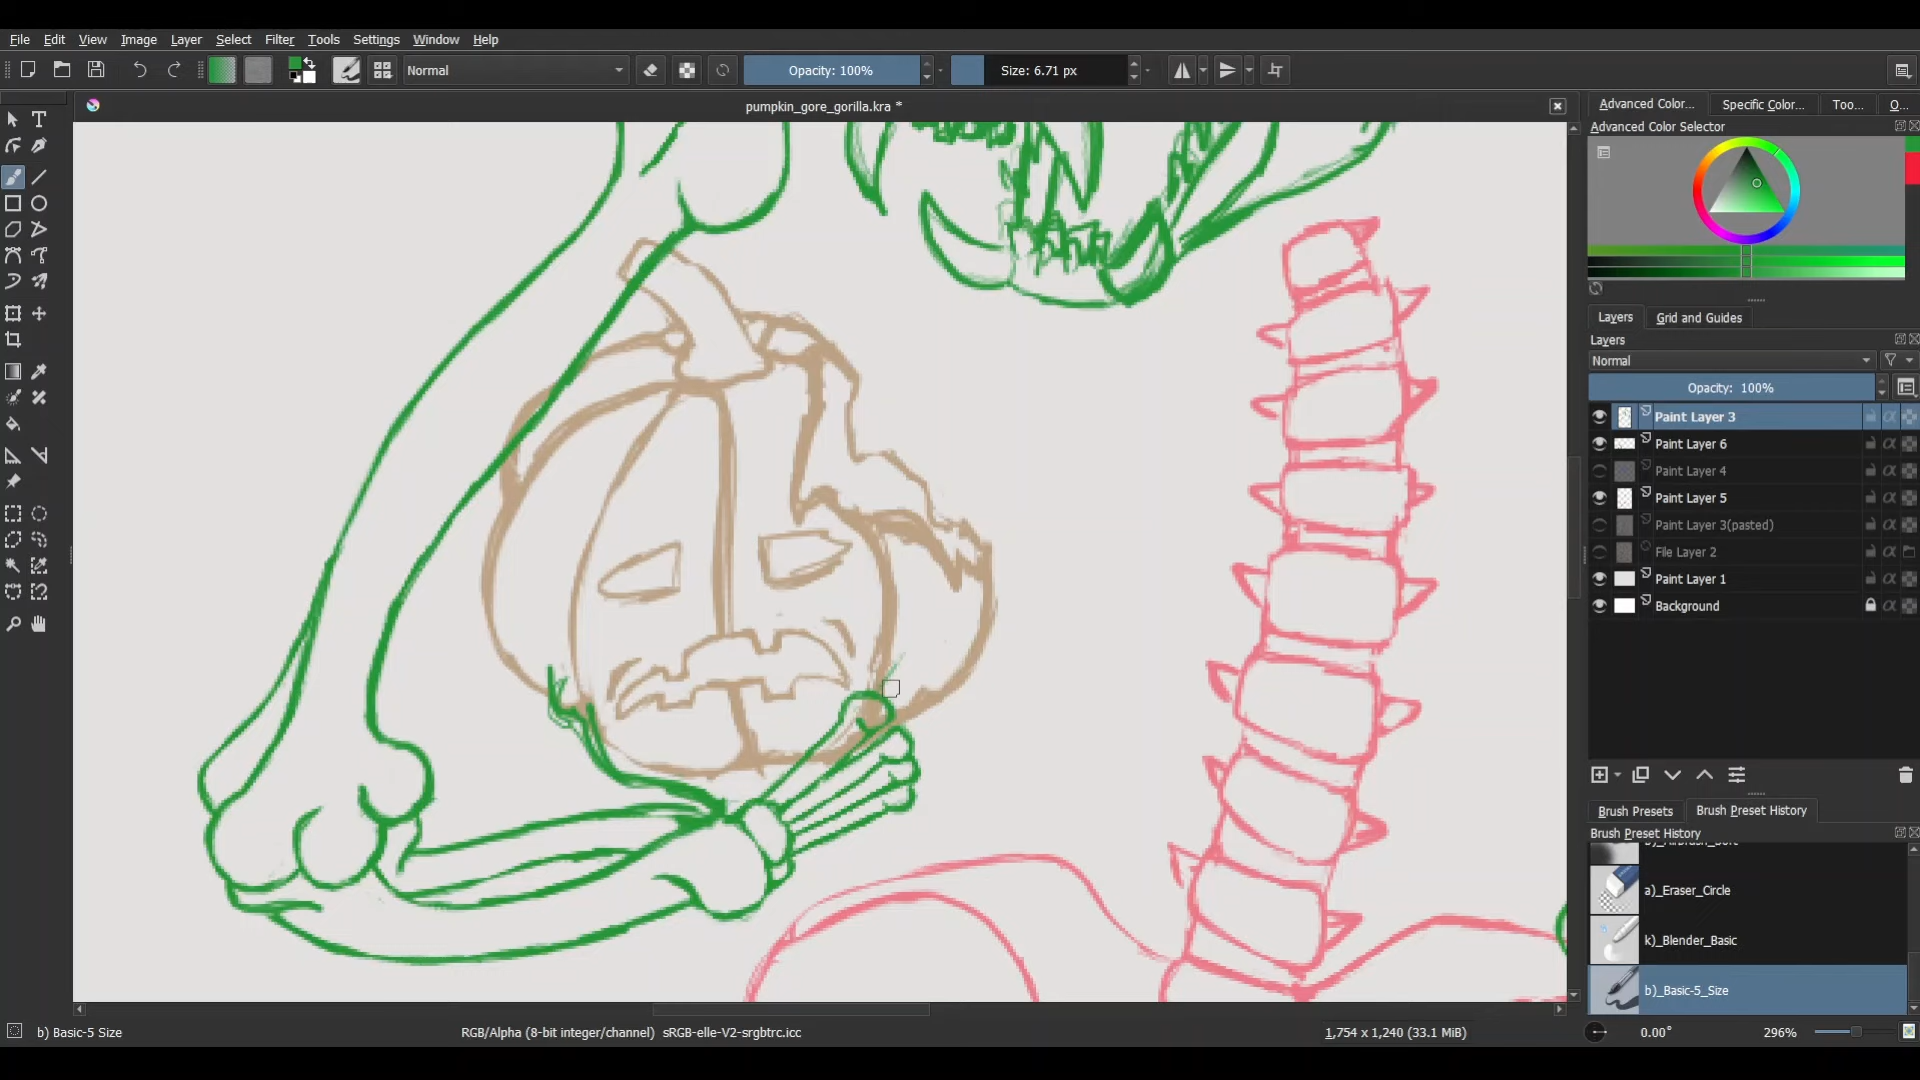 File Edit View Image Layer Select Filter Tools Settings Window Help
Normal Opacity: 100% Size: 6.71 px
pumpkin_gore_gorilla.kra *
Advanced Color... Specific Color... Too... O...
Advanced Color Selector
Layers Grid and Guides
Layers
Normal
Opacity: 100%
Paint Layer 3
Paint Layer 6
Paint Layer 4
Paint Layer 5
Paint Layer 3(pasted)
File Layer 2
Paint Layer 1
Background
Brush Presets Brush Preset History
Brush Preset History
a)_Eraser_Circle
k)_Blender_Basic
b)_Basic-5_Size
b) Basic-5 Size RGB/Alpha (8-bit integer/channel) sRGB-elle-V2-srgbtrc.icc 1,754 x 1,240 (33.1 MiB) 0.00° 296%